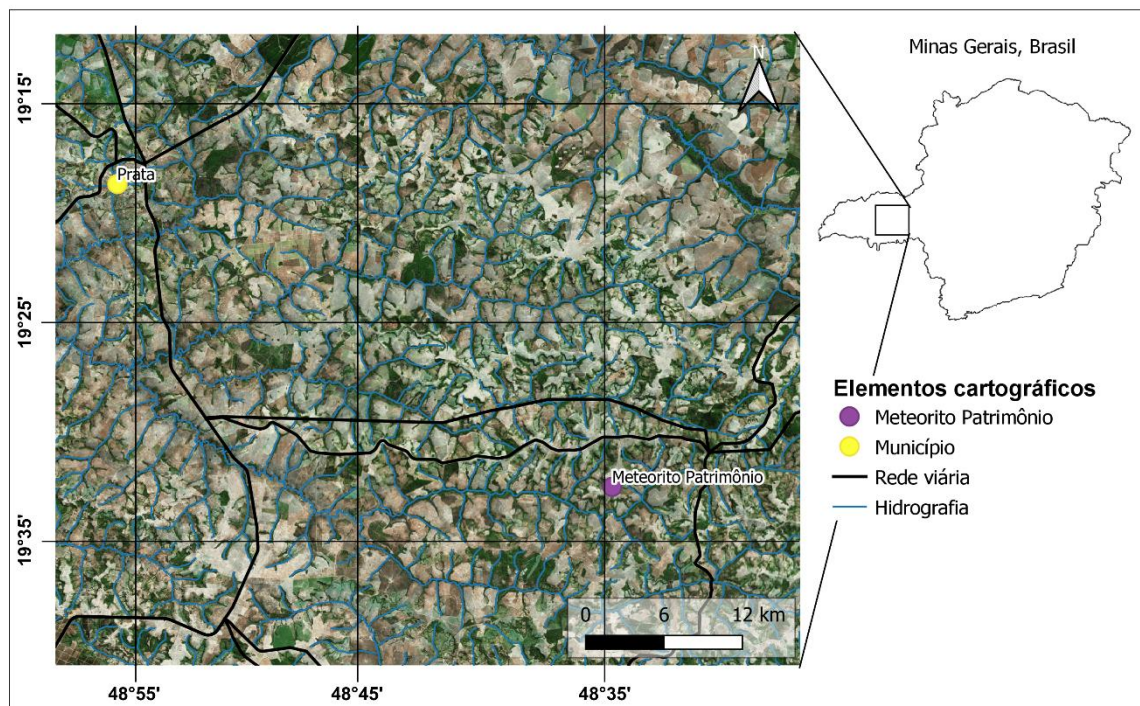 Minas Gerais, Brasil
N
19°15'
Prata
19°25'
Meteorito Patrimônio
19°35'
0 6 12 km
48°55' 48°45' 48°35'
Elementos cartográficos
Meteorito Patrimônio
Município
Rede viária
Hidrografia